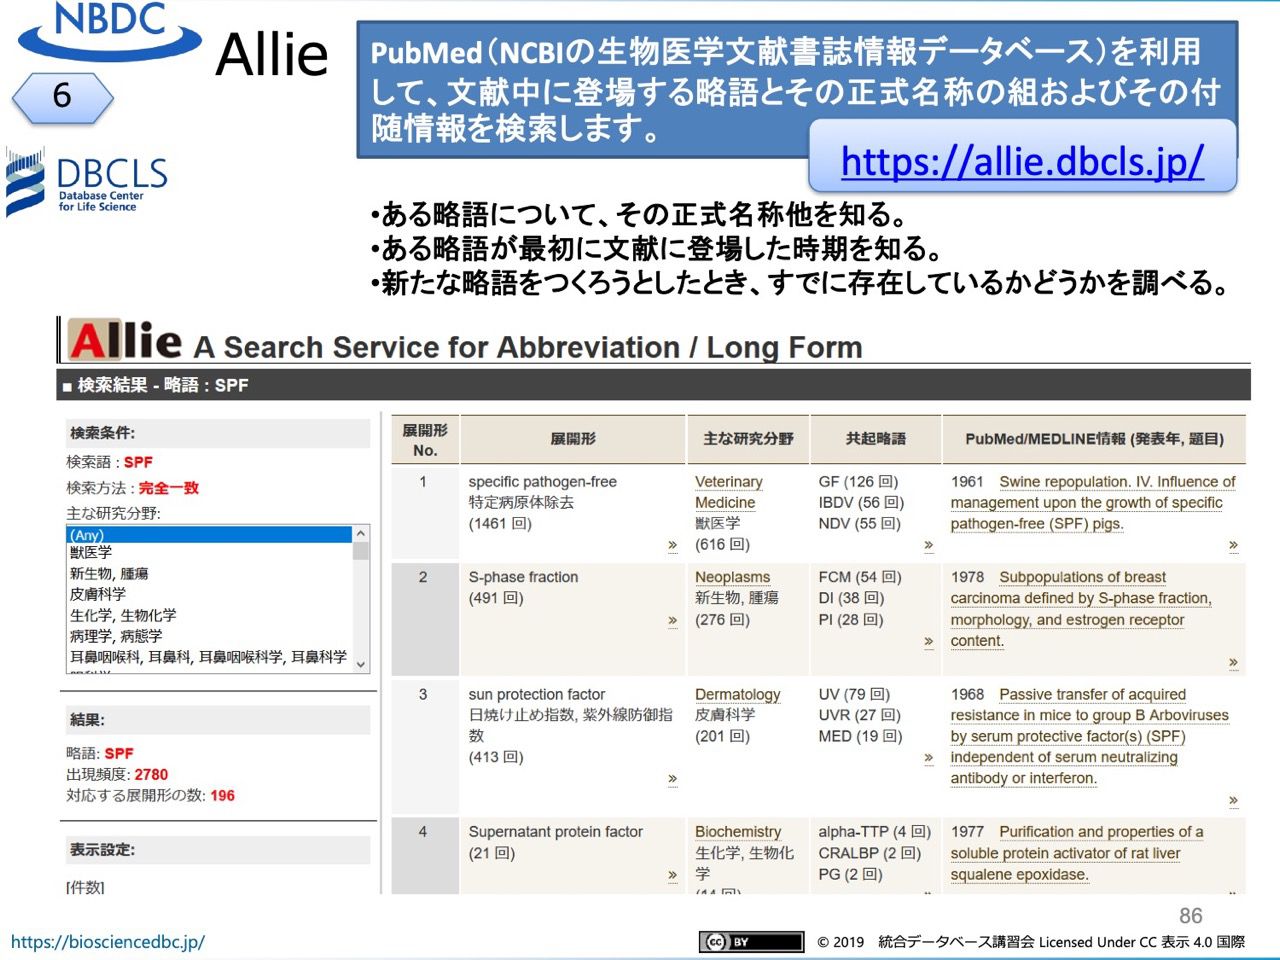 NBDC
Allie
6
DBCLS
Database Center
for Life Science
PubMed（NCBIの生物医学文献書誌情報データベース）を利用
して、文献中に登場する略語とその正式名称の組およびその付
随情報を検索します。
https://allie.dbcls.jp/
•ある略語について、その正式名称他を知る。
•ある略語が最初に文献に登場した時期を知る。
•新たな略語をつくろうとしたとき、すでに存在しているかどうかを調べる。
Allie A Search Service for Abbreviation / Long Form
■ 検索結果 - 略語 : SPF
検索条件:
検索語 : SPF
検索方法 : 完全一致
主な研究分野:
(Any)
獣医学
新生物, 腫瘍
皮膚科学
生化学, 生物化学
病理学, 病態学
耳鼻咽喉科, 耳鼻科, 耳鼻咽喉科学, 耳鼻科学
結果:
略語: SPF
出現頻度: 2780
対応する展開形の数: 196
表示設定:
[件数]
展開形
No.
展開形
主な研究分野
共起略語
PubMed/MEDLINE情報 (発表年, 題目)
1
specific pathogen-free
特定病原体除去
(1461 回)
»
Veterinary
Medicine
獣医学
(616 回)
GF (126 回)
IBDV (56 回)
NDV (55 回)
»
1961 Swine repopulation. IV. Influence of
management upon the growth of specific
pathogen-free (SPF) pigs.
»
2
S-phase fraction
(491 回)
»
Neoplasms
新生物, 腫瘍
(276 回)
FCM (54 回)
DI (38 回)
PI (28 回)
»
1978 Subpopulations of breast
carcinoma defined by S-phase fraction,
morphology, and estrogen receptor
content.
»
3
sun protection factor
日焼け止め指数, 紫外線防御指
数
(413 回)
»
Dermatology
皮膚科学
(201 回)
UV (79 回)
UVR (27 回)
MED (19 回)
»
1968 Passive transfer of acquired
resistance in mice to group B Arboviruses
by serum protective factor(s) (SPF)
independent of serum neutralizing
antibody or interferon.
»
4
Supernatant protein factor
(21 回)
»
Biochemistry
生化学, 生物化
学
alpha-TTP (4 回)
CRALBP (2 回)
PG (2 回)
1977 Purification and properties of a
soluble protein activator of rat liver
squalene epoxidase.
86
https://biosciencedbc.jp/
CC BY
© 2019 統合データベース講習会 Licensed Under CC 表示 4.0 国際